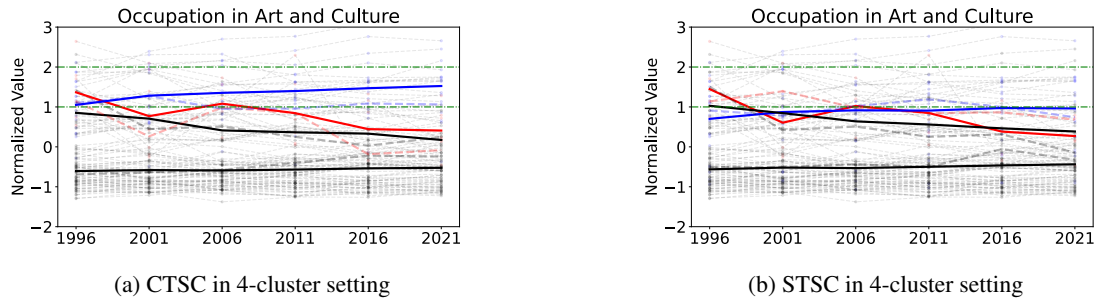 Occupation in Art and Culture
Normalized Value
3
2
1
0
−1
−2
1996 2001 2006 2011 2016 2021
(a) CTSC in 4-cluster setting
Occupation in Art and Culture
Normalized Value
3
2
1
0
−1
−2
1996 2001 2006 2011 2016 2021
(b) STSC in 4-cluster setting